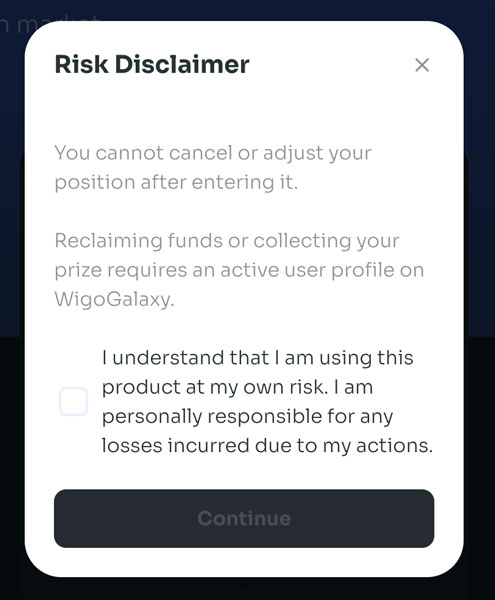 n market
Risk Disclaimer
You cannot cancel or adjust your
position after entering it.
Reclaiming funds or collecting your
prize requires an active user profile on
WigoGalaxy.
I understand that I am using this
product at my own risk. I am
personally responsible for any
losses incurred due to my actions.
Continue